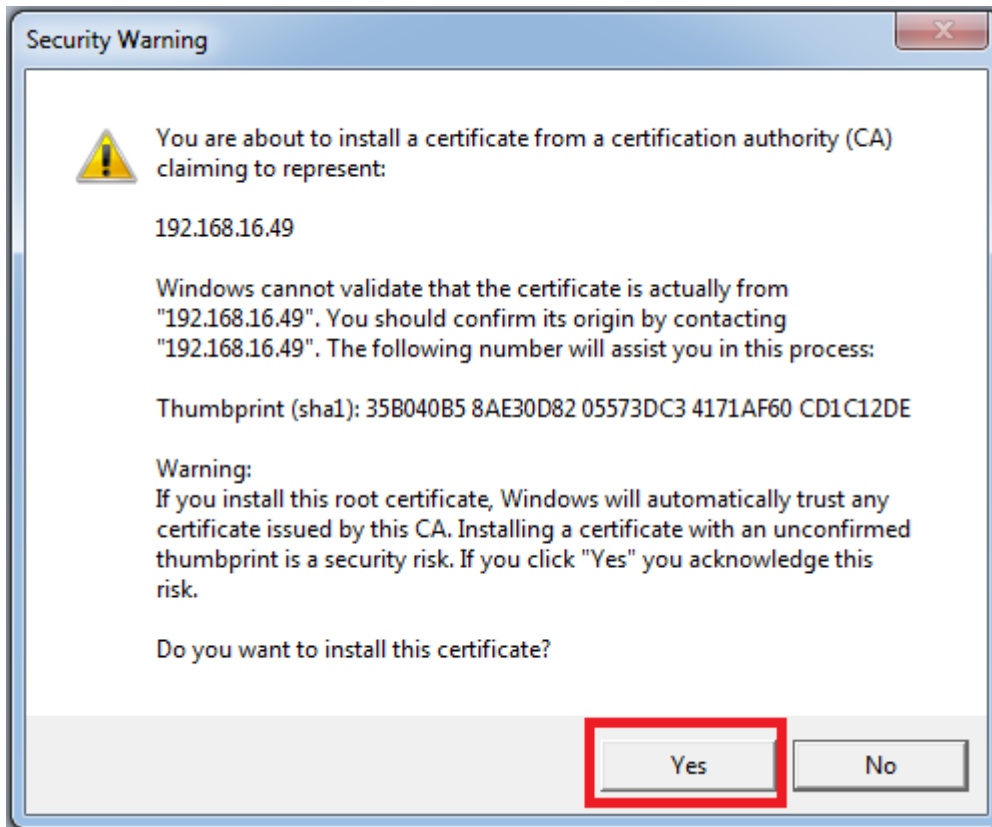 Security Warning
You are about to install a certificate from a certification authority (CA)
claiming to represent:
192.168.16.49
Windows cannot validate that the certificate is actually from
"192.168.16.49". You should confirm its origin by contacting
"192.168.16.49". The following number will assist you in this process:
Thumbprint (sha1): 35B040B5 8AE30D82 05573DC3 4171AF60 CD1C12DE
Warning:
If you install this root certificate, Windows will automatically trust any
certificate issued by this CA. Installing a certificate with an unconfirmed
thumbprint is a security risk. If you click "Yes" you acknowledge this
risk.
Do you want to install this certificate?
Yes No